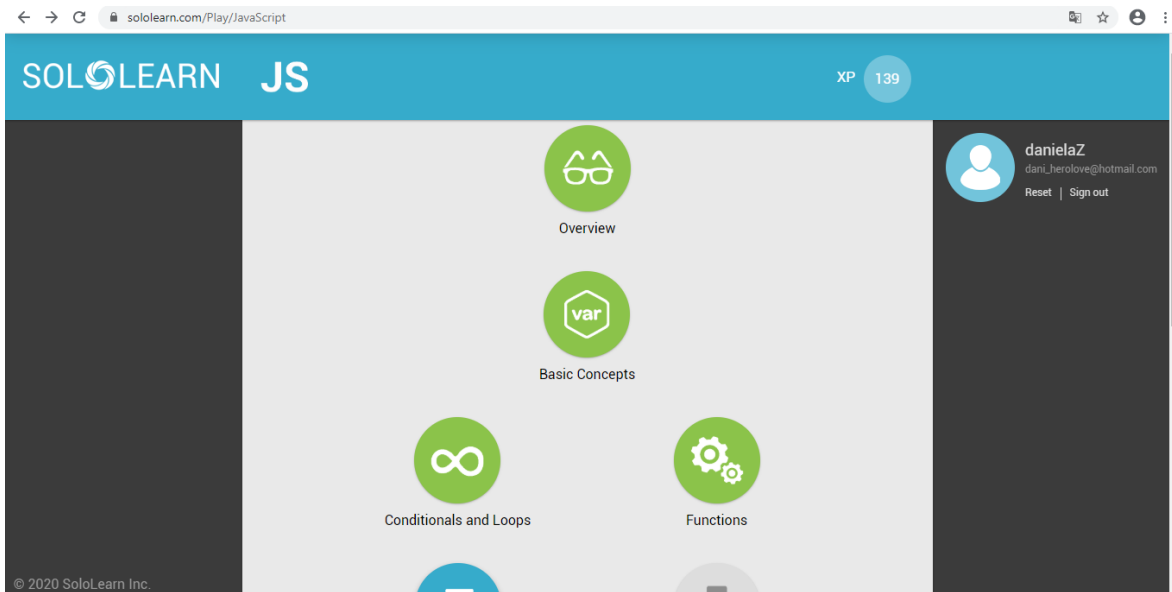 sololearn.com/Play/JavaScript
SOLOLEARN JS
XP 139
danielaZ
dani_herolove@hotmail.com
Reset | Sign out
Overview
var
Basic Concepts
Conditionals and Loops
Functions
© 2020 SoloLearn Inc.